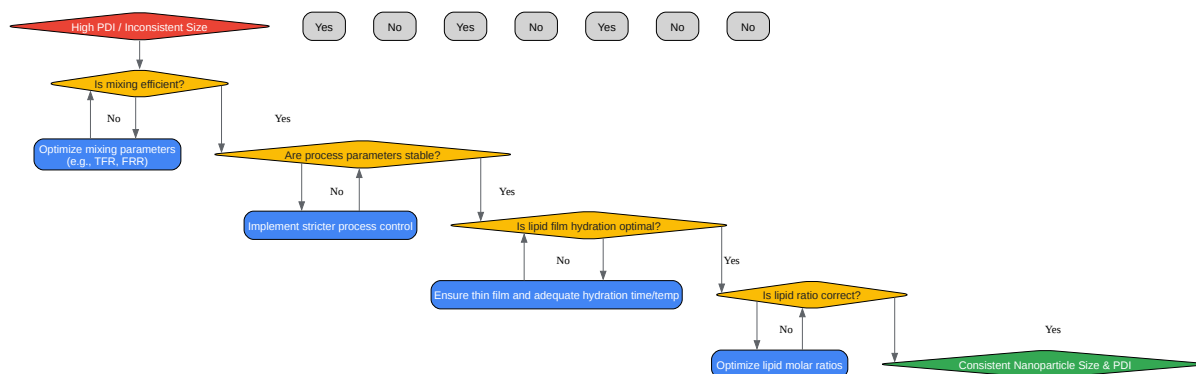 High PDI / Inconsistent Size
Yes
No
Yes
No
Yes
No
No
Is mixing efficient?
No
Yes
Optimize mixing parameters
(e.g., TFR, FRR)
Are process parameters stable?
No
Yes
Implement stricter process control
Is lipid film hydration optimal?
No
Yes
Ensure thin film and adequate hydration time/temp
Is lipid ratio correct?
No
Yes
Optimize lipid molar ratios
Consistent Nanoparticle Size & PDI